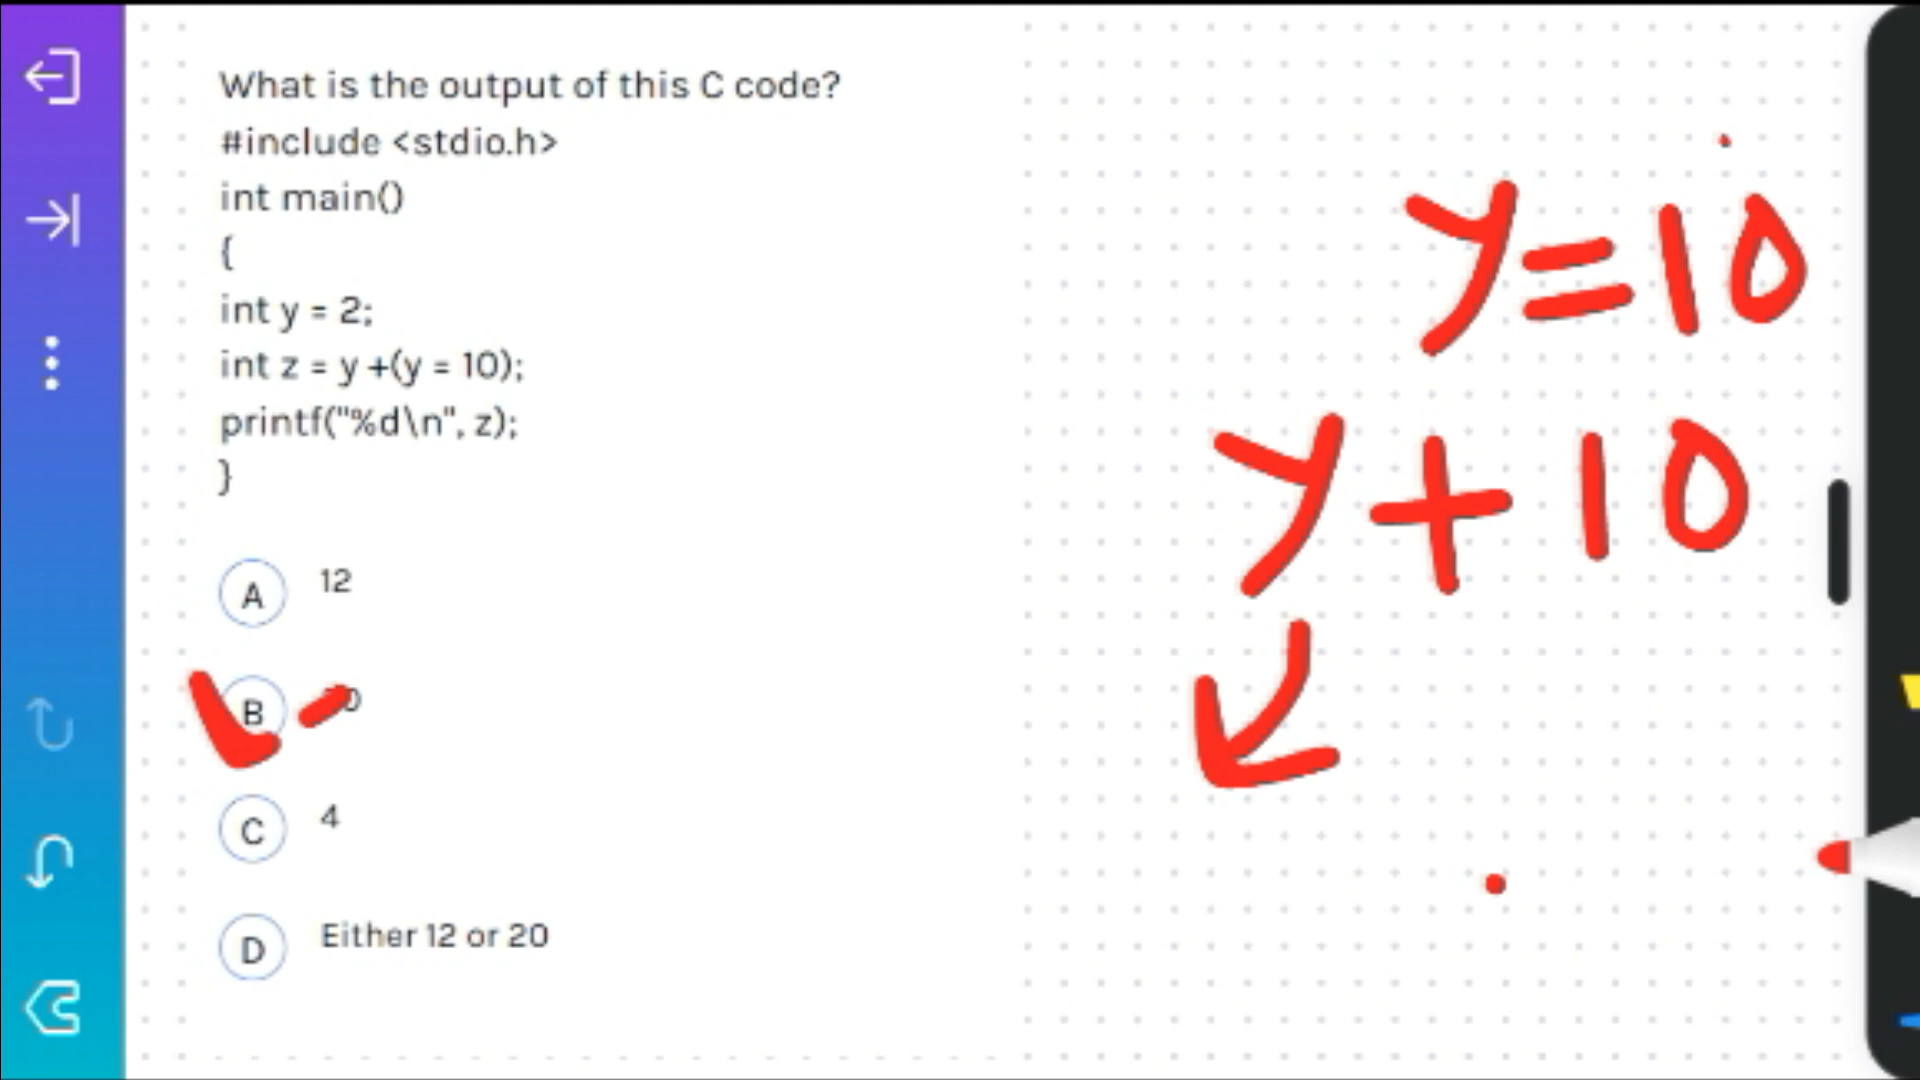 What is the output of this C code?
#include <stdio.h>
int main()
{
int y = 2;
int z = y +(y = 10);
printf("%d\n", z);
}
A 12
B
C 4
D Either 12 or 20
y=10
y+10